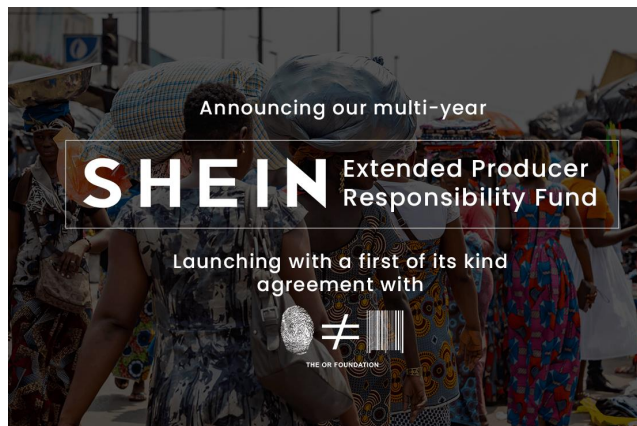 Announcing our multi-year
SHEIN
Extended Producer
Responsibility Fund
Launching with a first of its kind
agreement with
≠
THE OR FOUNDATION